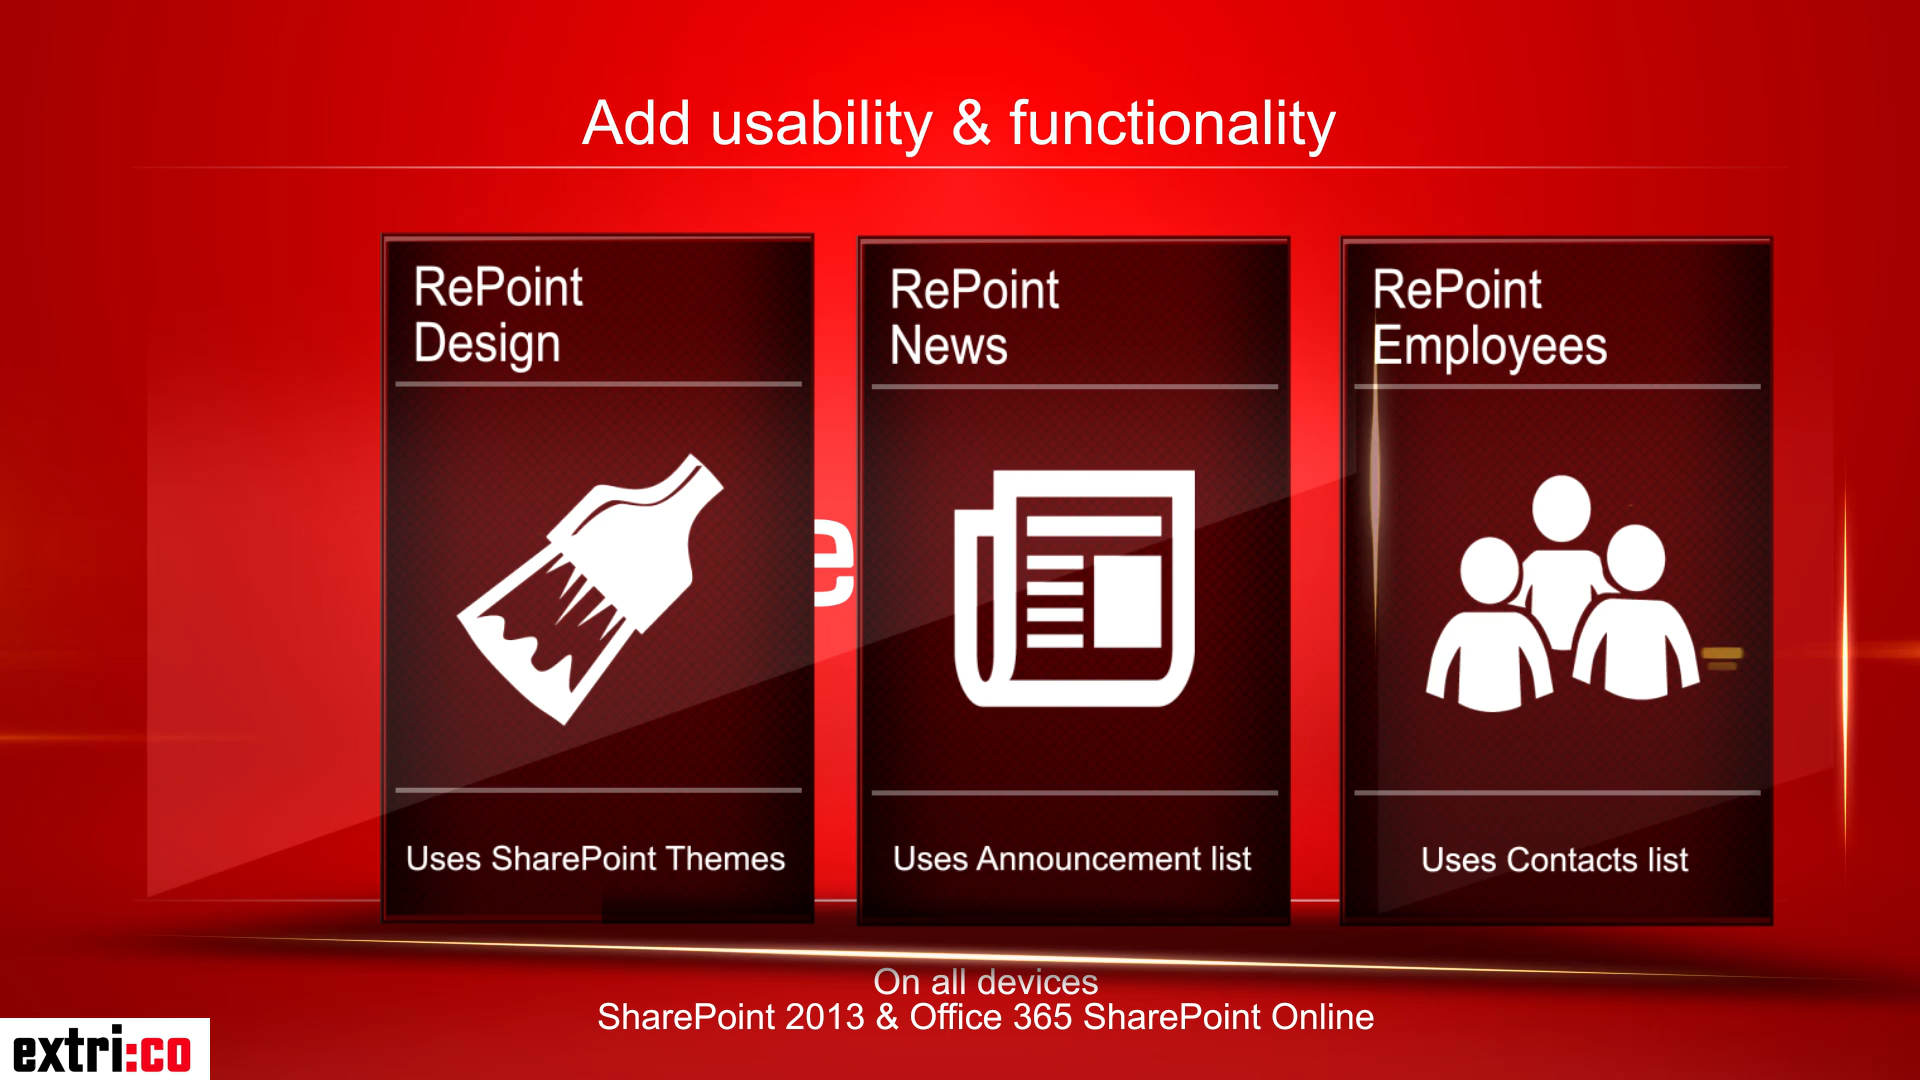 Add usability & functionality
RePoint
Design
Uses SharePoint Themes
RePoint
News
Uses Announcement list
RePoint
Employees
Uses Contacts list
e
On all devices
SharePoint 2013 & Office 365 SharePoint Online
extri:co